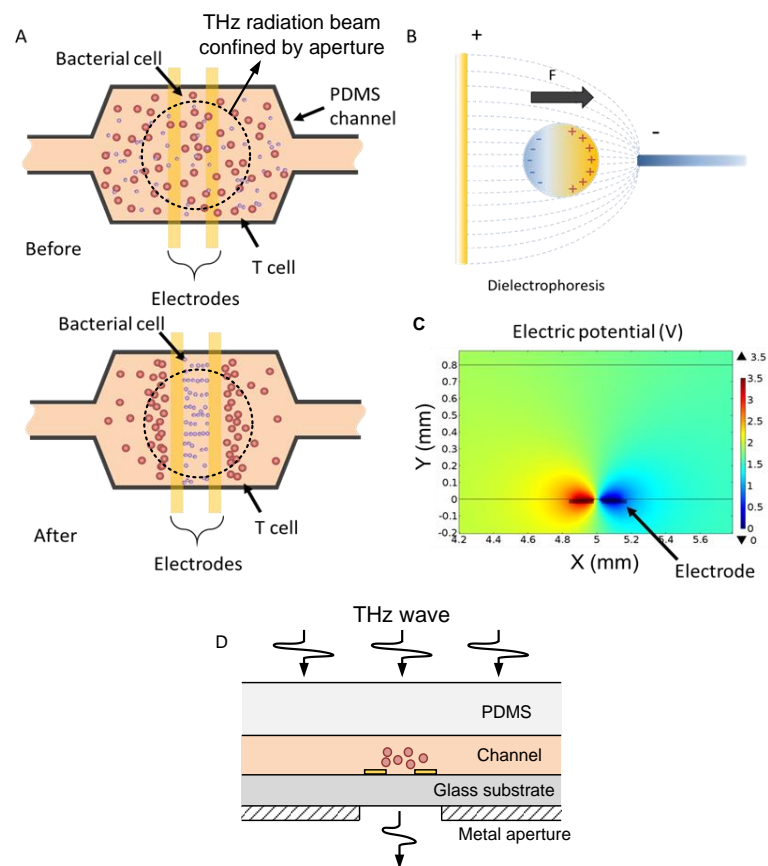 A
THz radiation beam
confined by aperture
Bacterial cell
PDMS
channel
Before
T cell
Electrodes
Bacterial cell
After
T cell
Electrodes
B
+
F
-
- - - - - -
+ + + + + + +
Dielectrophoresis
C
Electric potential (V)
Y (mm)
0.8
0.7
0.6
0.5
0.4
0.3
0.2
0.1
0
-0.1
-0.2
4.2 4.4 4.6 4.8 5 5.2 5.4 5.6
X (mm)
3.5
3.5
3
2.5
2
1.5
1
0.5
0
0
Electrode
D
THz wave
PDMS
Channel
Glass substrate
Metal aperture